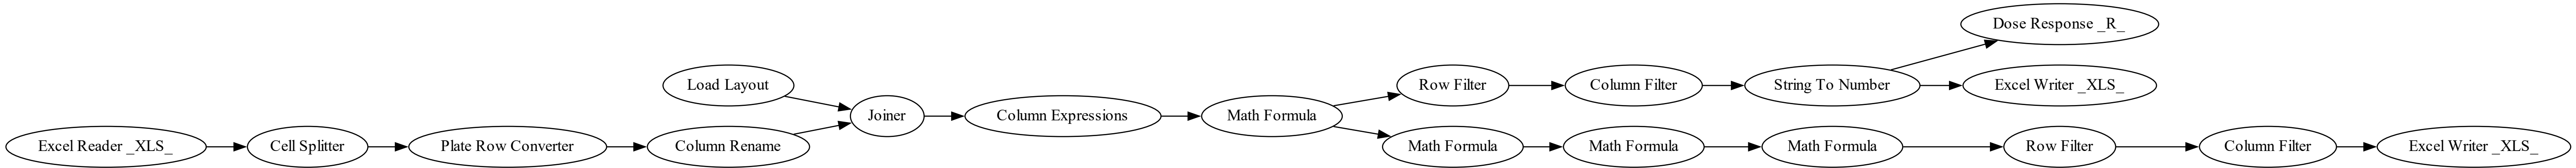 Dose Response _R_
Load Layout
Row Filter
Column Filter
String To Number
Excel Writer _XLS_
Joiner
Column Expressions
Math Formula
Excel Reader _XLS_
Cell Splitter
Plate Row Converter
Column Rename
Math Formula
Math Formula
Math Formula
Row Filter
Column Filter
Excel Writer _XLS_